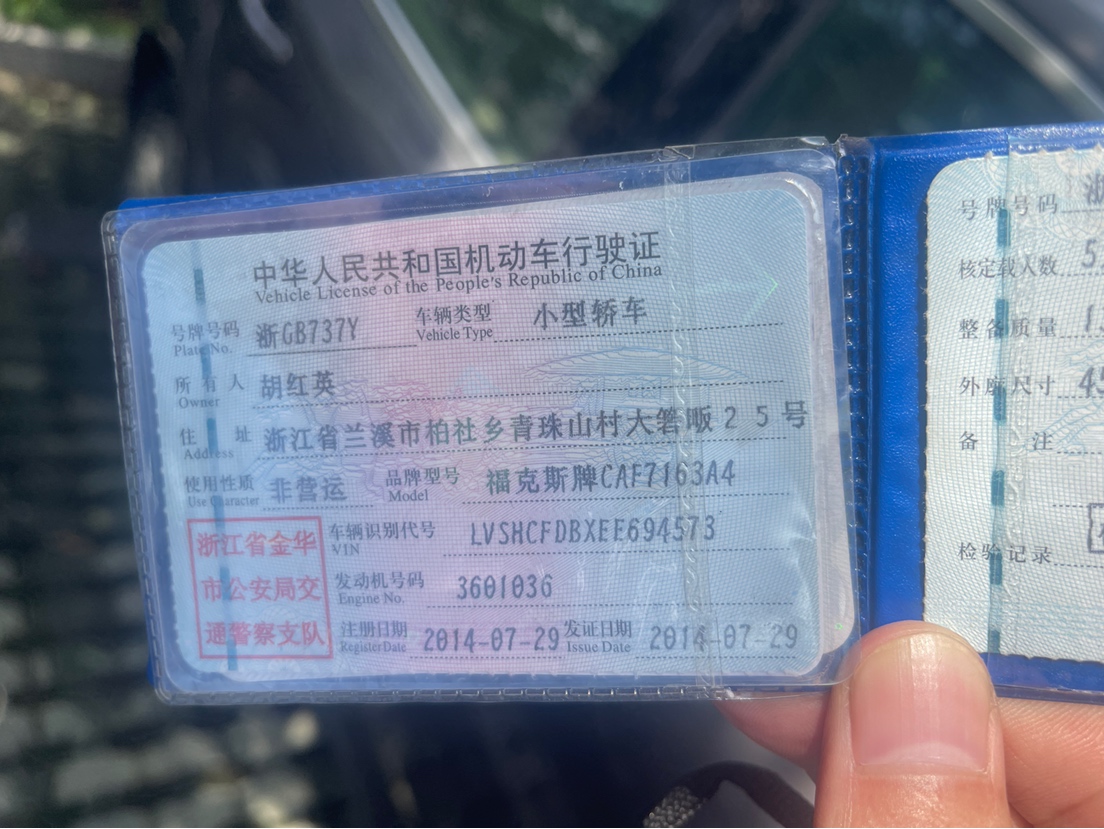 中华人民共和国机动车行驶证
Vehicle License of the People's Republic of China
号牌号码 浙GB737Y 车辆类型 小型轿车
Plate No. Vehicle Type
所有人 胡红英
Owner
住址 浙江省兰溪市柏社乡青珠山村大塔畈25号
Address
使用性质 非营运 品牌型号 福克斯牌CAF7163A4
Use Character Model
浙江省金华
市公安局交
通警察支队
车辆识别代号 LVSHCFDBXEE694573
VIN
发动机号码 3601036
Engine No.
注册日期 2014-07-29 发证日期 2014-07-29
Register Date Issue Date
号牌号码 浙
核定载人数 5
整备质量
外廓尺寸 45
备注
检验记录